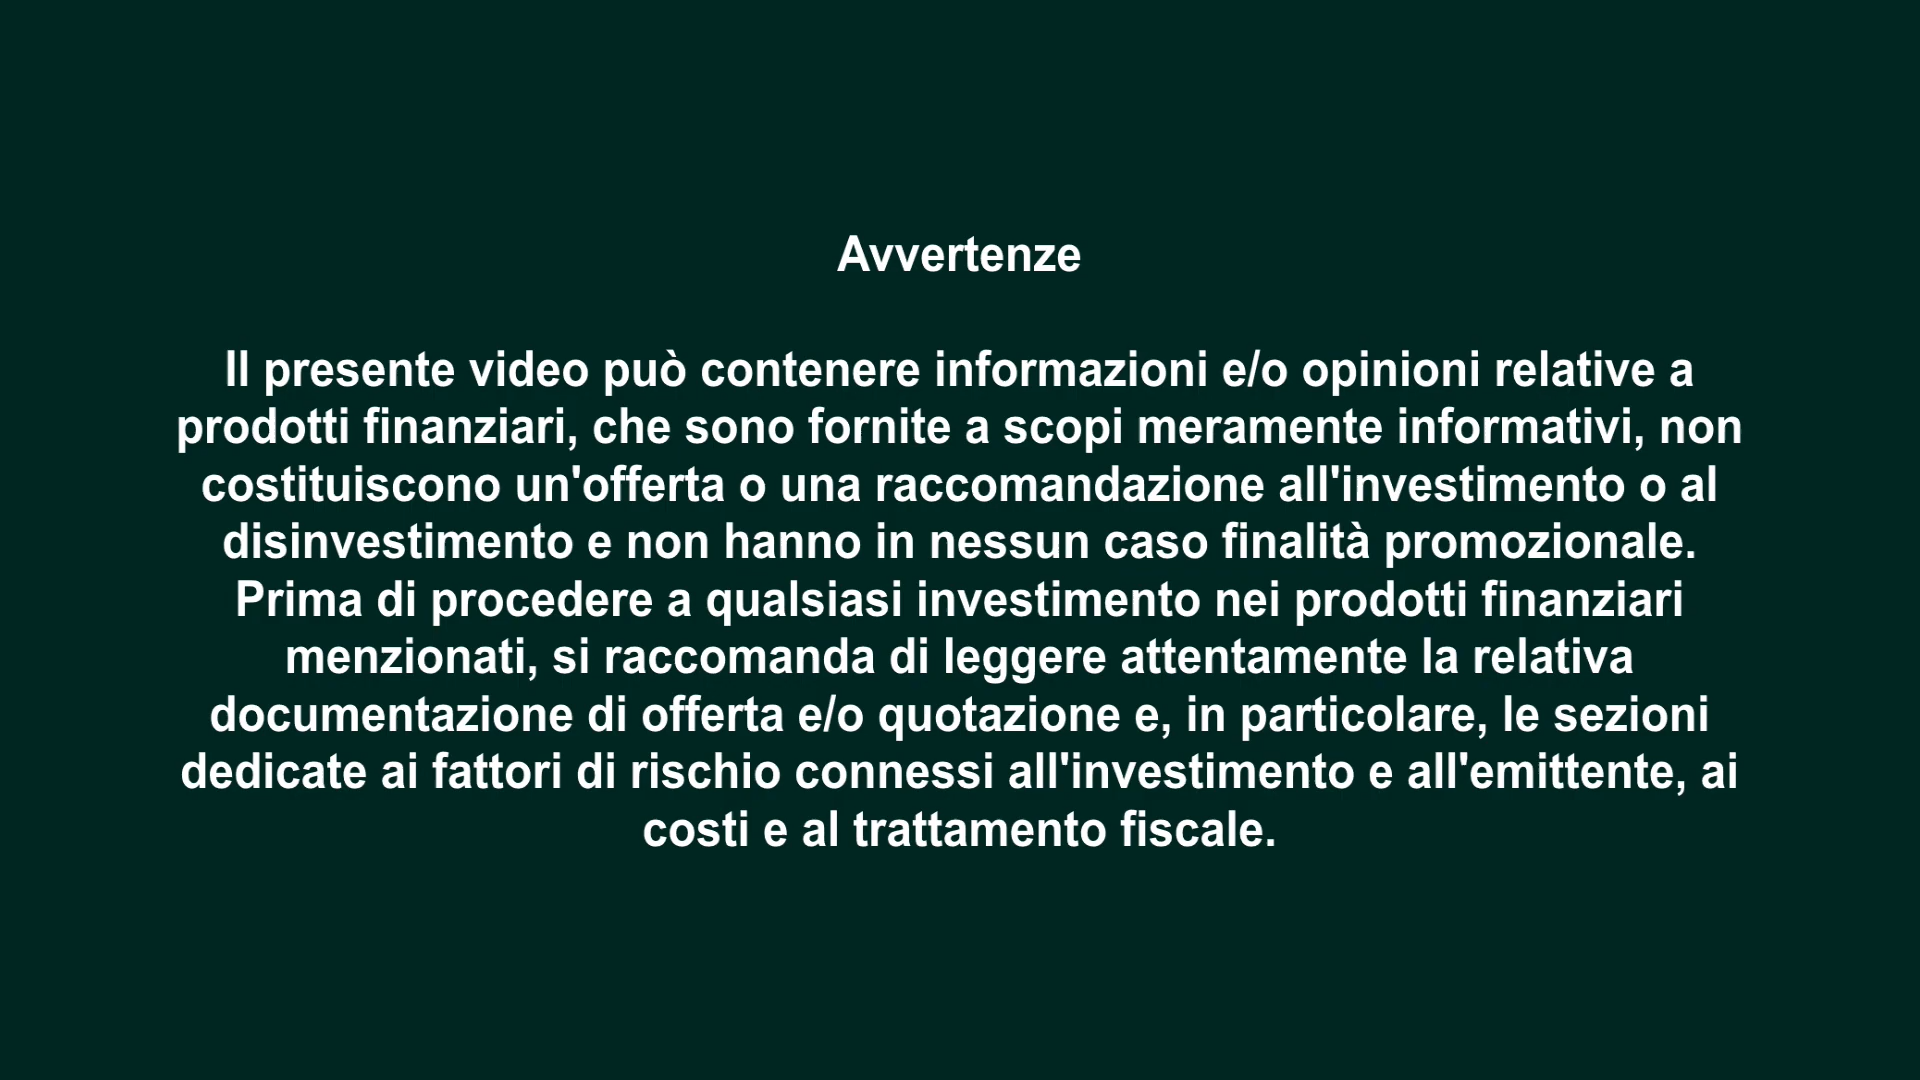 Avvertenze
Il presente video può contenere informazioni e/o opinioni relative a
prodotti finanziari, che sono fornite a scopi meramente informativi, non
costituiscono un'offerta o una raccomandazione all'investimento o al
disinvestimento e non hanno in nessun caso finalità promozionale.
Prima di procedere a qualsiasi investimento nei prodotti finanziari
menzionati, si raccomanda di leggere attentamente la relativa
documentazione di offerta e/o quotazione e, in particolare, le sezioni
dedicate ai fattori di rischio connessi all'investimento e all'emittente, ai
costi e al trattamento fiscale.